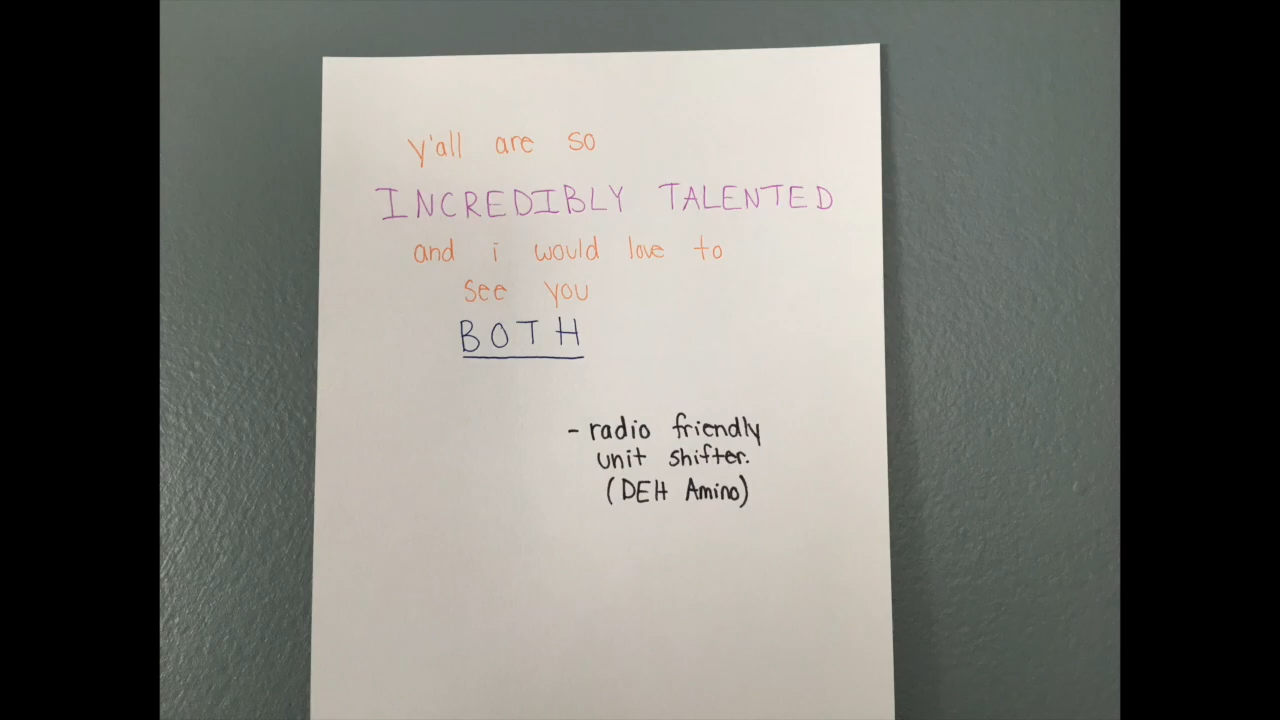 y'all are so
INCREDIBLY TALENTED
and i would love to
see you
BOTH
- radio friendly
unit shifter.
(DEH Amino)